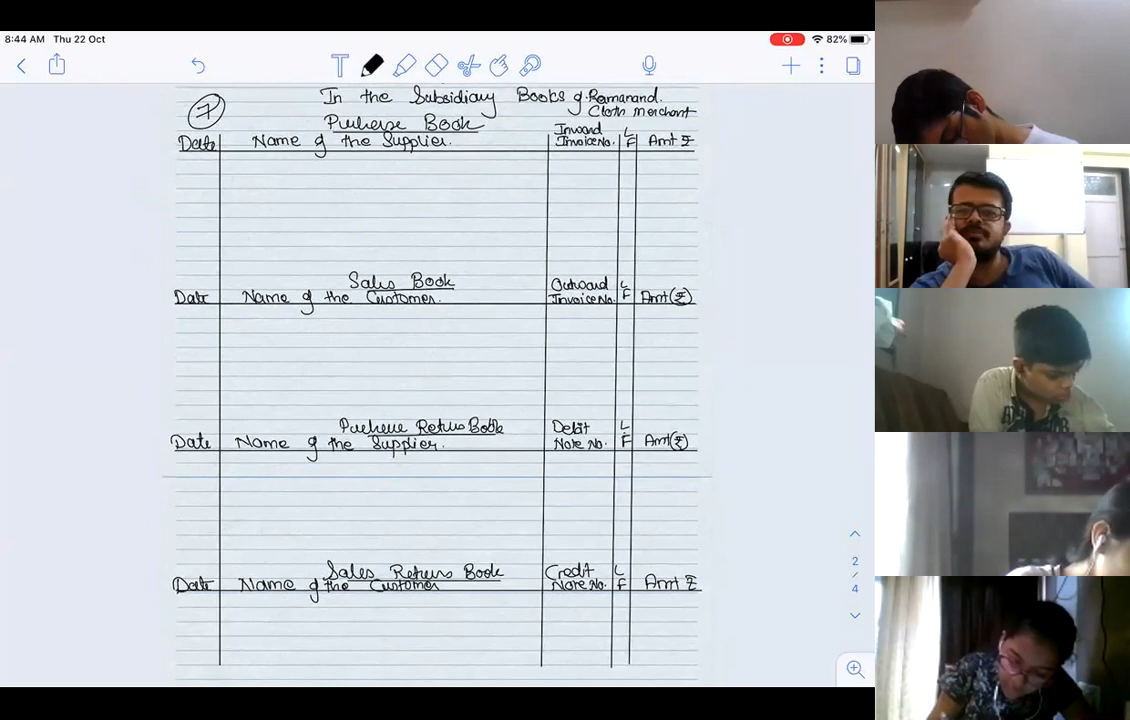 8:44 AM Thu 22 Oct
82%
T
7
In the Subsidiary Books of Ramanand.
Cloth Merchant
Purchase Book
Date Name of the Supplier. Inward Invoice No. L F Amt ₹
Sales Book
Date Name of the Customer. Outward Invoice No. L F Amt (₹)
Purchase Return Book
Date Name of the Supplier. Debit Note No. L F Amt (₹)
2
/
4
Sales Return Book
Date Name of the Customer Credit Note No. L F Amt ₹